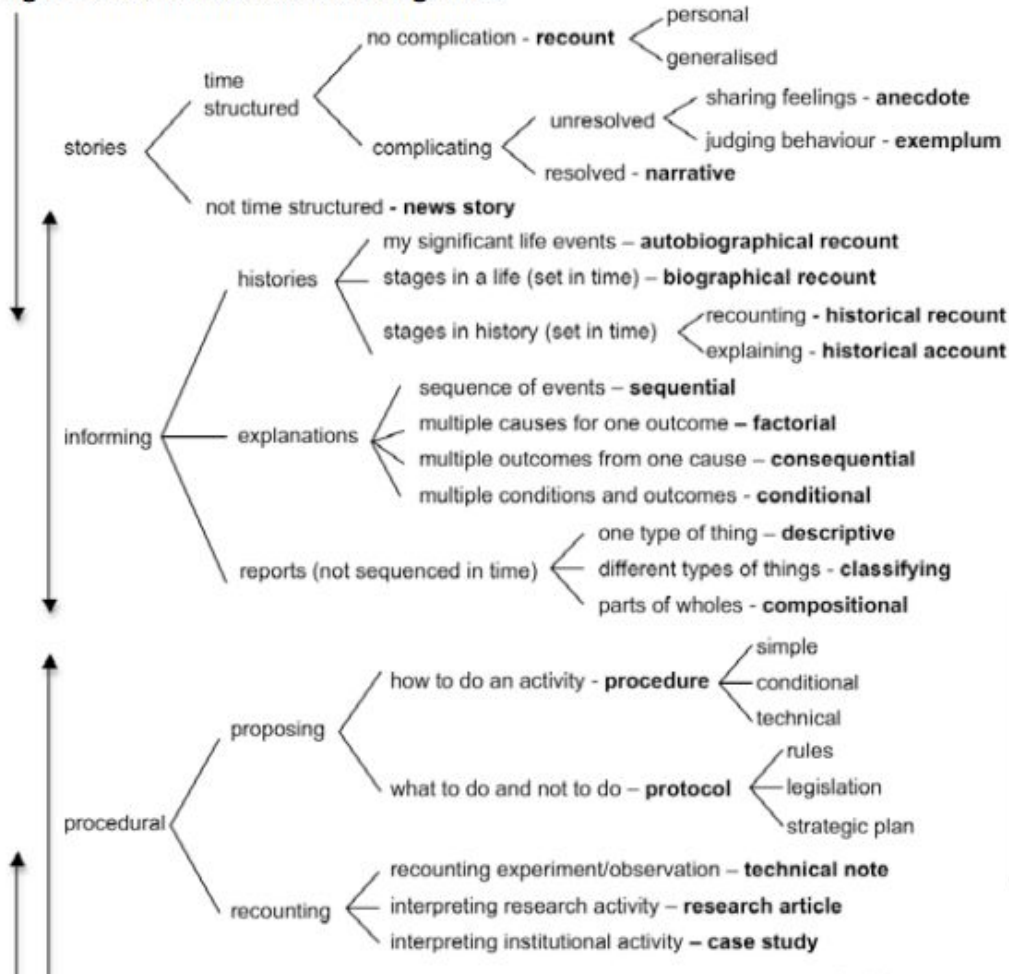 personal
no complication - recount
generalised
time
structured
sharing feelings - anecdote
unresolved
judging behaviour - exemplum
stories
complicating
resolved - narrative
not time structured - news story
my significant life events – autobiographical recount
histories
stages in a life (set in time) – biographical recount
recounting - historical recount
stages in history (set in time)
explaining - historical account
sequence of events – sequential
multiple causes for one outcome – factorial
informing
explanations
multiple outcomes from one cause – consequential
multiple conditions and outcomes - conditional
one type of thing – descriptive
reports (not sequenced in time)
different types of things - classifying
parts of wholes - compositional
simple
how to do an activity - procedure
conditional
technical
proposing
rules
what to do and not to do – protocol
legislation
strategic plan
procedural
recounting experiment/observation – technical note
recounting
interpreting research activity – research article
interpreting institutional activity – case study